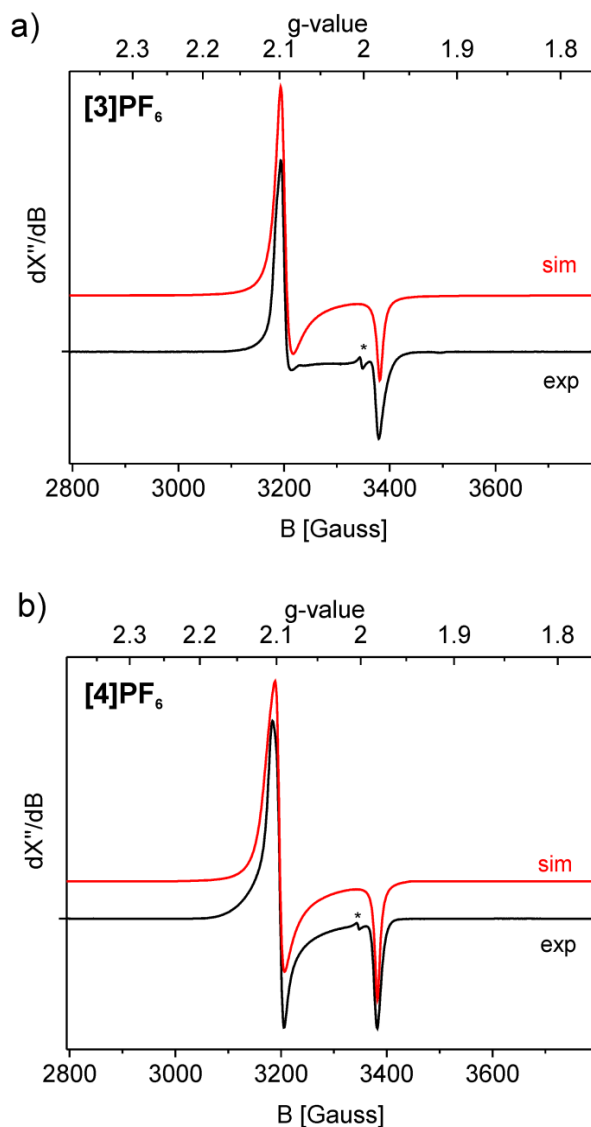 a)
g-value
2.3 2.2 2.1 2 1.9 1.8
[3]PF6
dX"/dB
sim
*
exp
2800 3000 3200 3400 3600
B [Gauss]
b)
g-value
2.3 2.2 2.1 2 1.9 1.8
[4]PF6
dX"/dB
sim
*
exp
2800 3000 3200 3400 3600
B [Gauss]